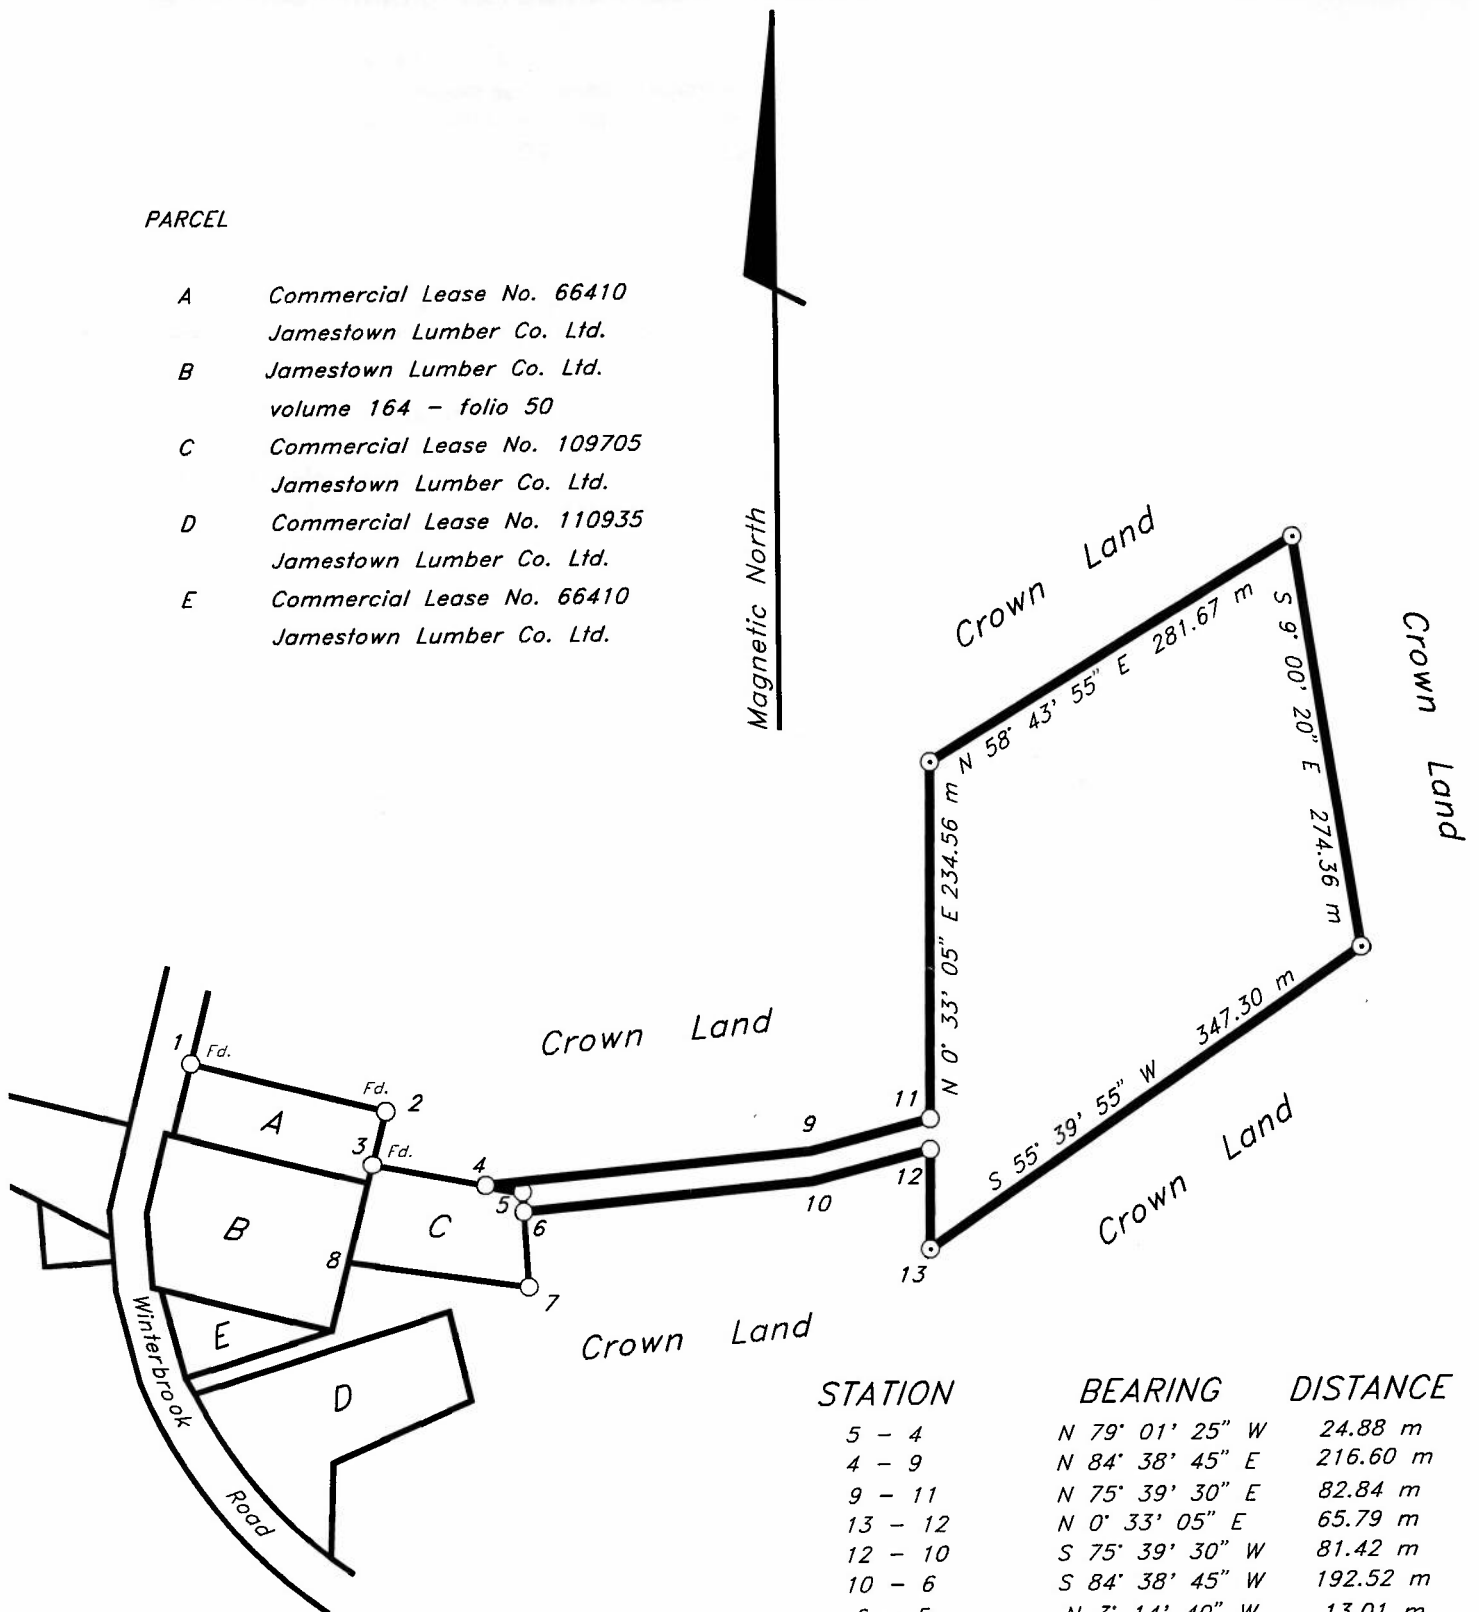 PARCEL
A Commercial Lease No. 66410
Jamestown Lumber Co. Ltd.
B Jamestown Lumber Co. Ltd.
volume 164 – folio 50
C Commercial Lease No. 109705
Jamestown Lumber Co. Ltd.
D Commercial Lease No. 110935
Jamestown Lumber Co. Ltd.
E Commercial Lease No. 66410
Jamestown Lumber Co. Ltd.
Magnetic North
Crown Land
N 58° 43' 55" E 281.67 m
S 9° 00' 20" E 274.36 m
Crown Land
N 0° 33' 05" E 234.56 m
S 55° 39' 55" W 347.30 m
Crown Land
Crown Land
1 Fd.
Fd. 2
3 Fd.
4
5
6
7
8
9
10
11
12
13
A
B
C
E
D
Winterbrook
Road
Crown Land
STATION BEARING DISTANCE
5 – 4 N 79° 01' 25" W 24.88 m
4 – 9 N 84° 38' 45" E 216.60 m
9 – 11 N 75° 39' 30" E 82.84 m
13 – 12 N 0° 33' 05" E 65.79 m
12 – 10 S 75° 39' 30" W 81.42 m
10 – 6 S 84° 38' 45" W 192.52 m